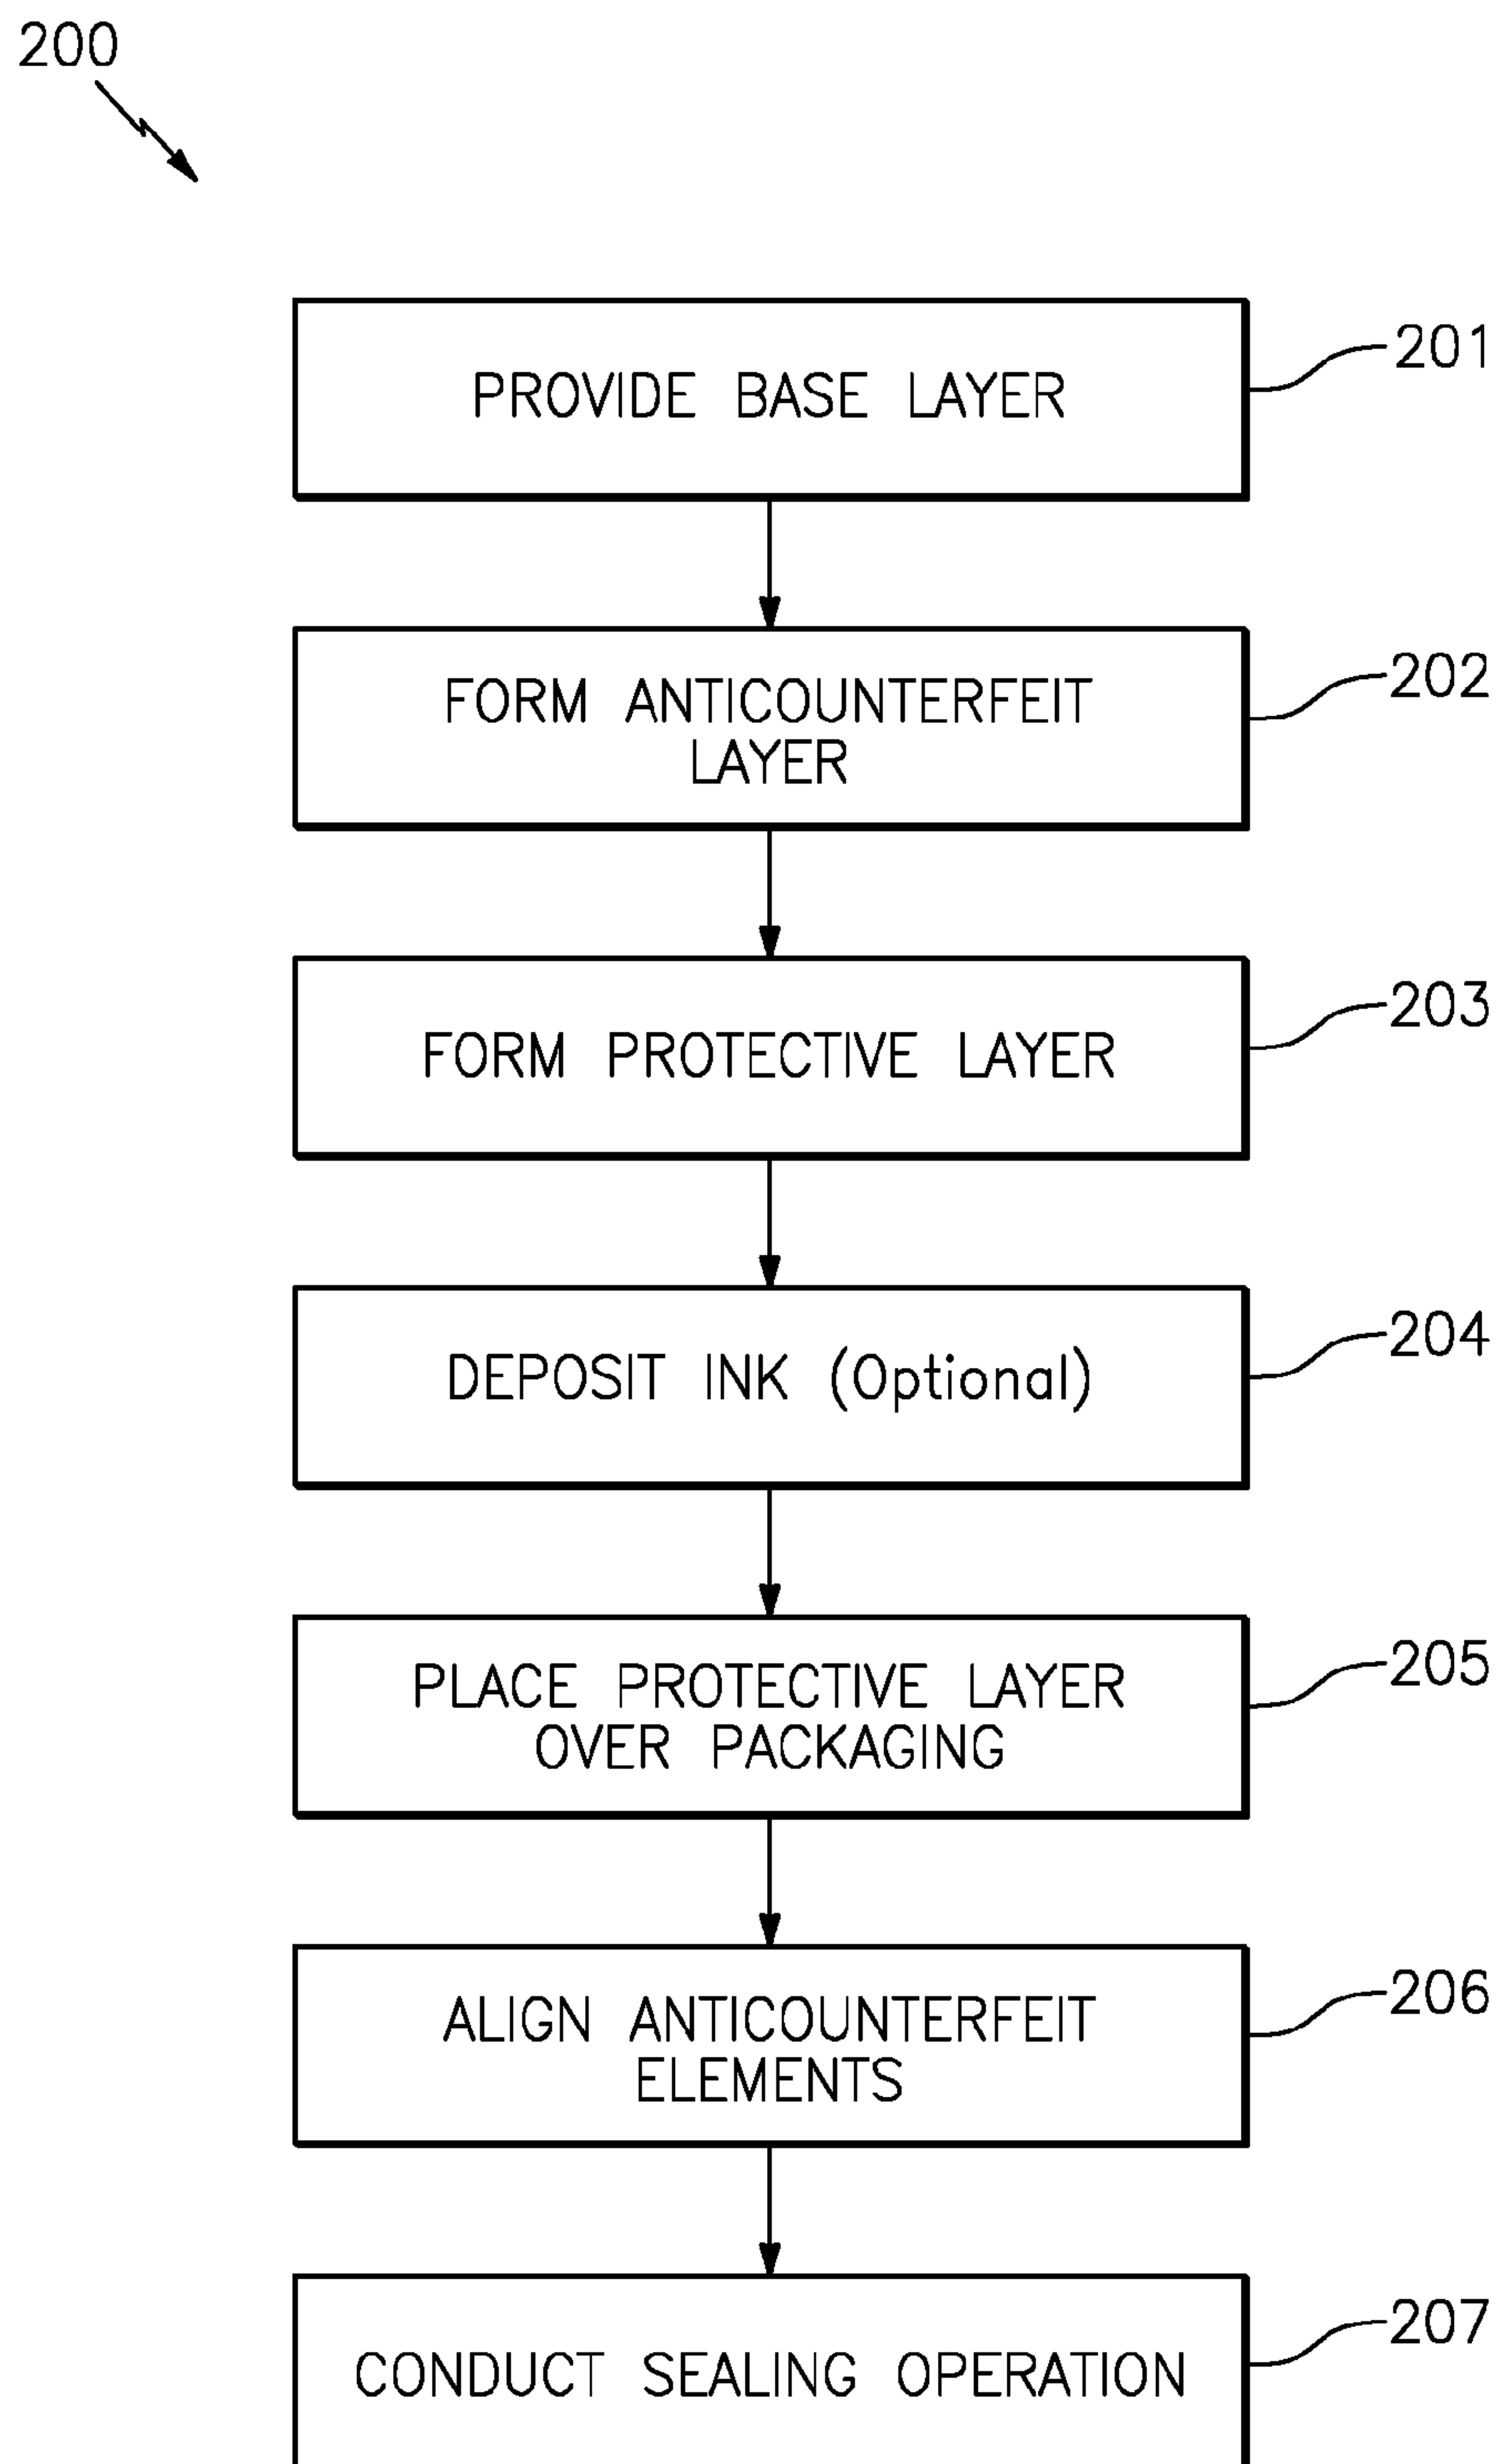 200
PROVIDE BASE LAYER
201
FORM ANTICOUNTERFEIT
LAYER
202
FORM PROTECTIVE LAYER
203
DEPOSIT INK (Optional)
204
PLACE PROTECTIVE LAYER
OVER PACKAGING
205
ALIGN ANTICOUNTERFEIT
ELEMENTS
206
CONDUCT SEALING OPERATION
207